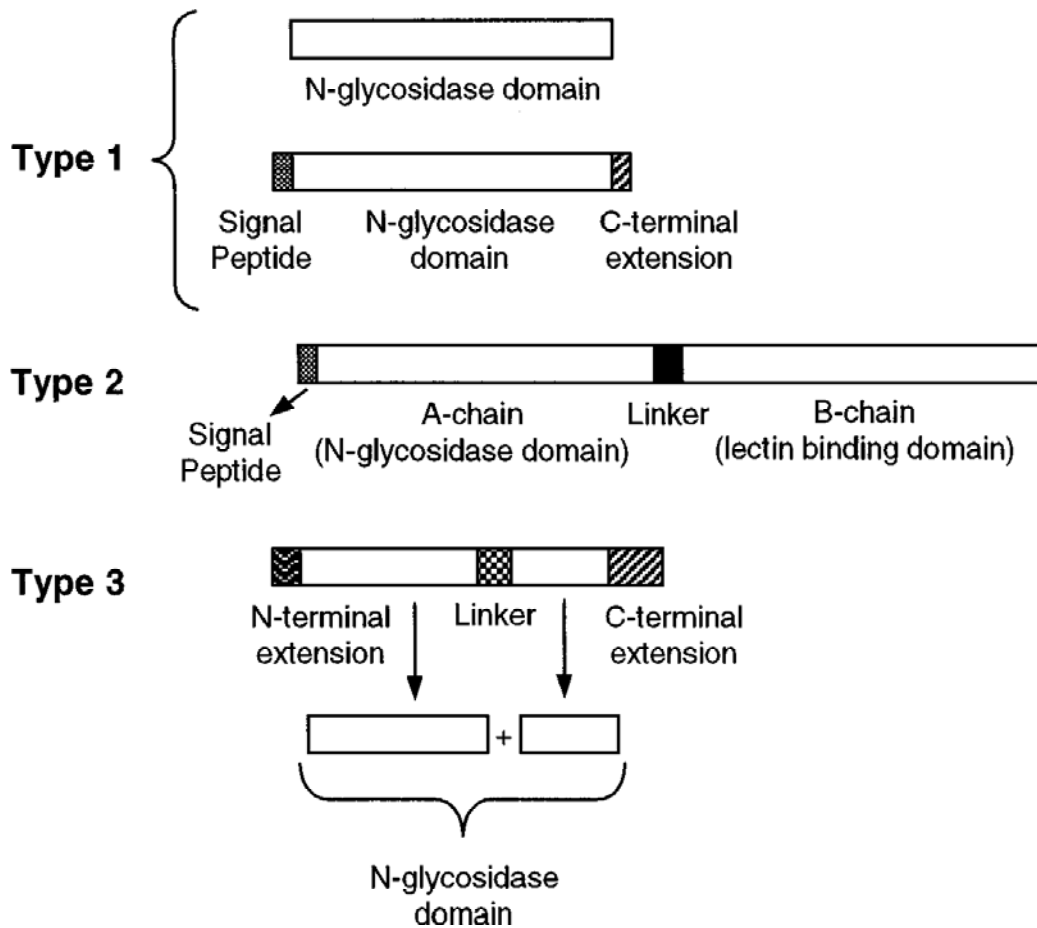 N-glycosidase domain
Type 1
Signal Peptide
N-glycosidase domain
C-terminal extension
Type 2
Signal Peptide
A-chain (N-glycosidase domain)
Linker
B-chain (lectin binding domain)
Type 3
N-terminal extension
Linker
C-terminal extension
+
N-glycosidase domain